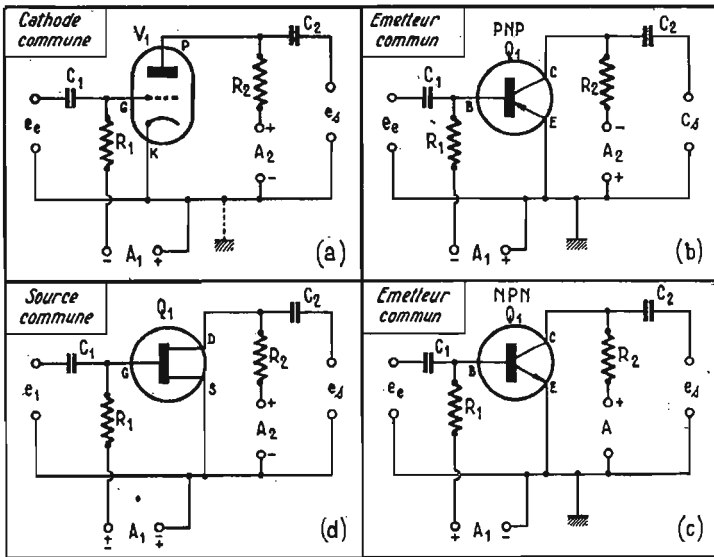 Cathode
commune
V1
P
G
K
C1
C2
R1
R2
ee
es
+
A2
-
- A1 +
(a)
Emetteur
commun
PNP
Q1
C
B
E
C1
C2
R1
R2
ee
Cs
-
A2
+
- A1 +
(b)
Source
commune
Q1
D
G
S
C1
C2
R1
R2
e1
es
+
A2
-
± A1 ∓
(d)
Emetteur
commun
NPN
Q1
C
B
E
C1
C2
R1
R2
ee
es
+
A
-
+ A1 -
(c)